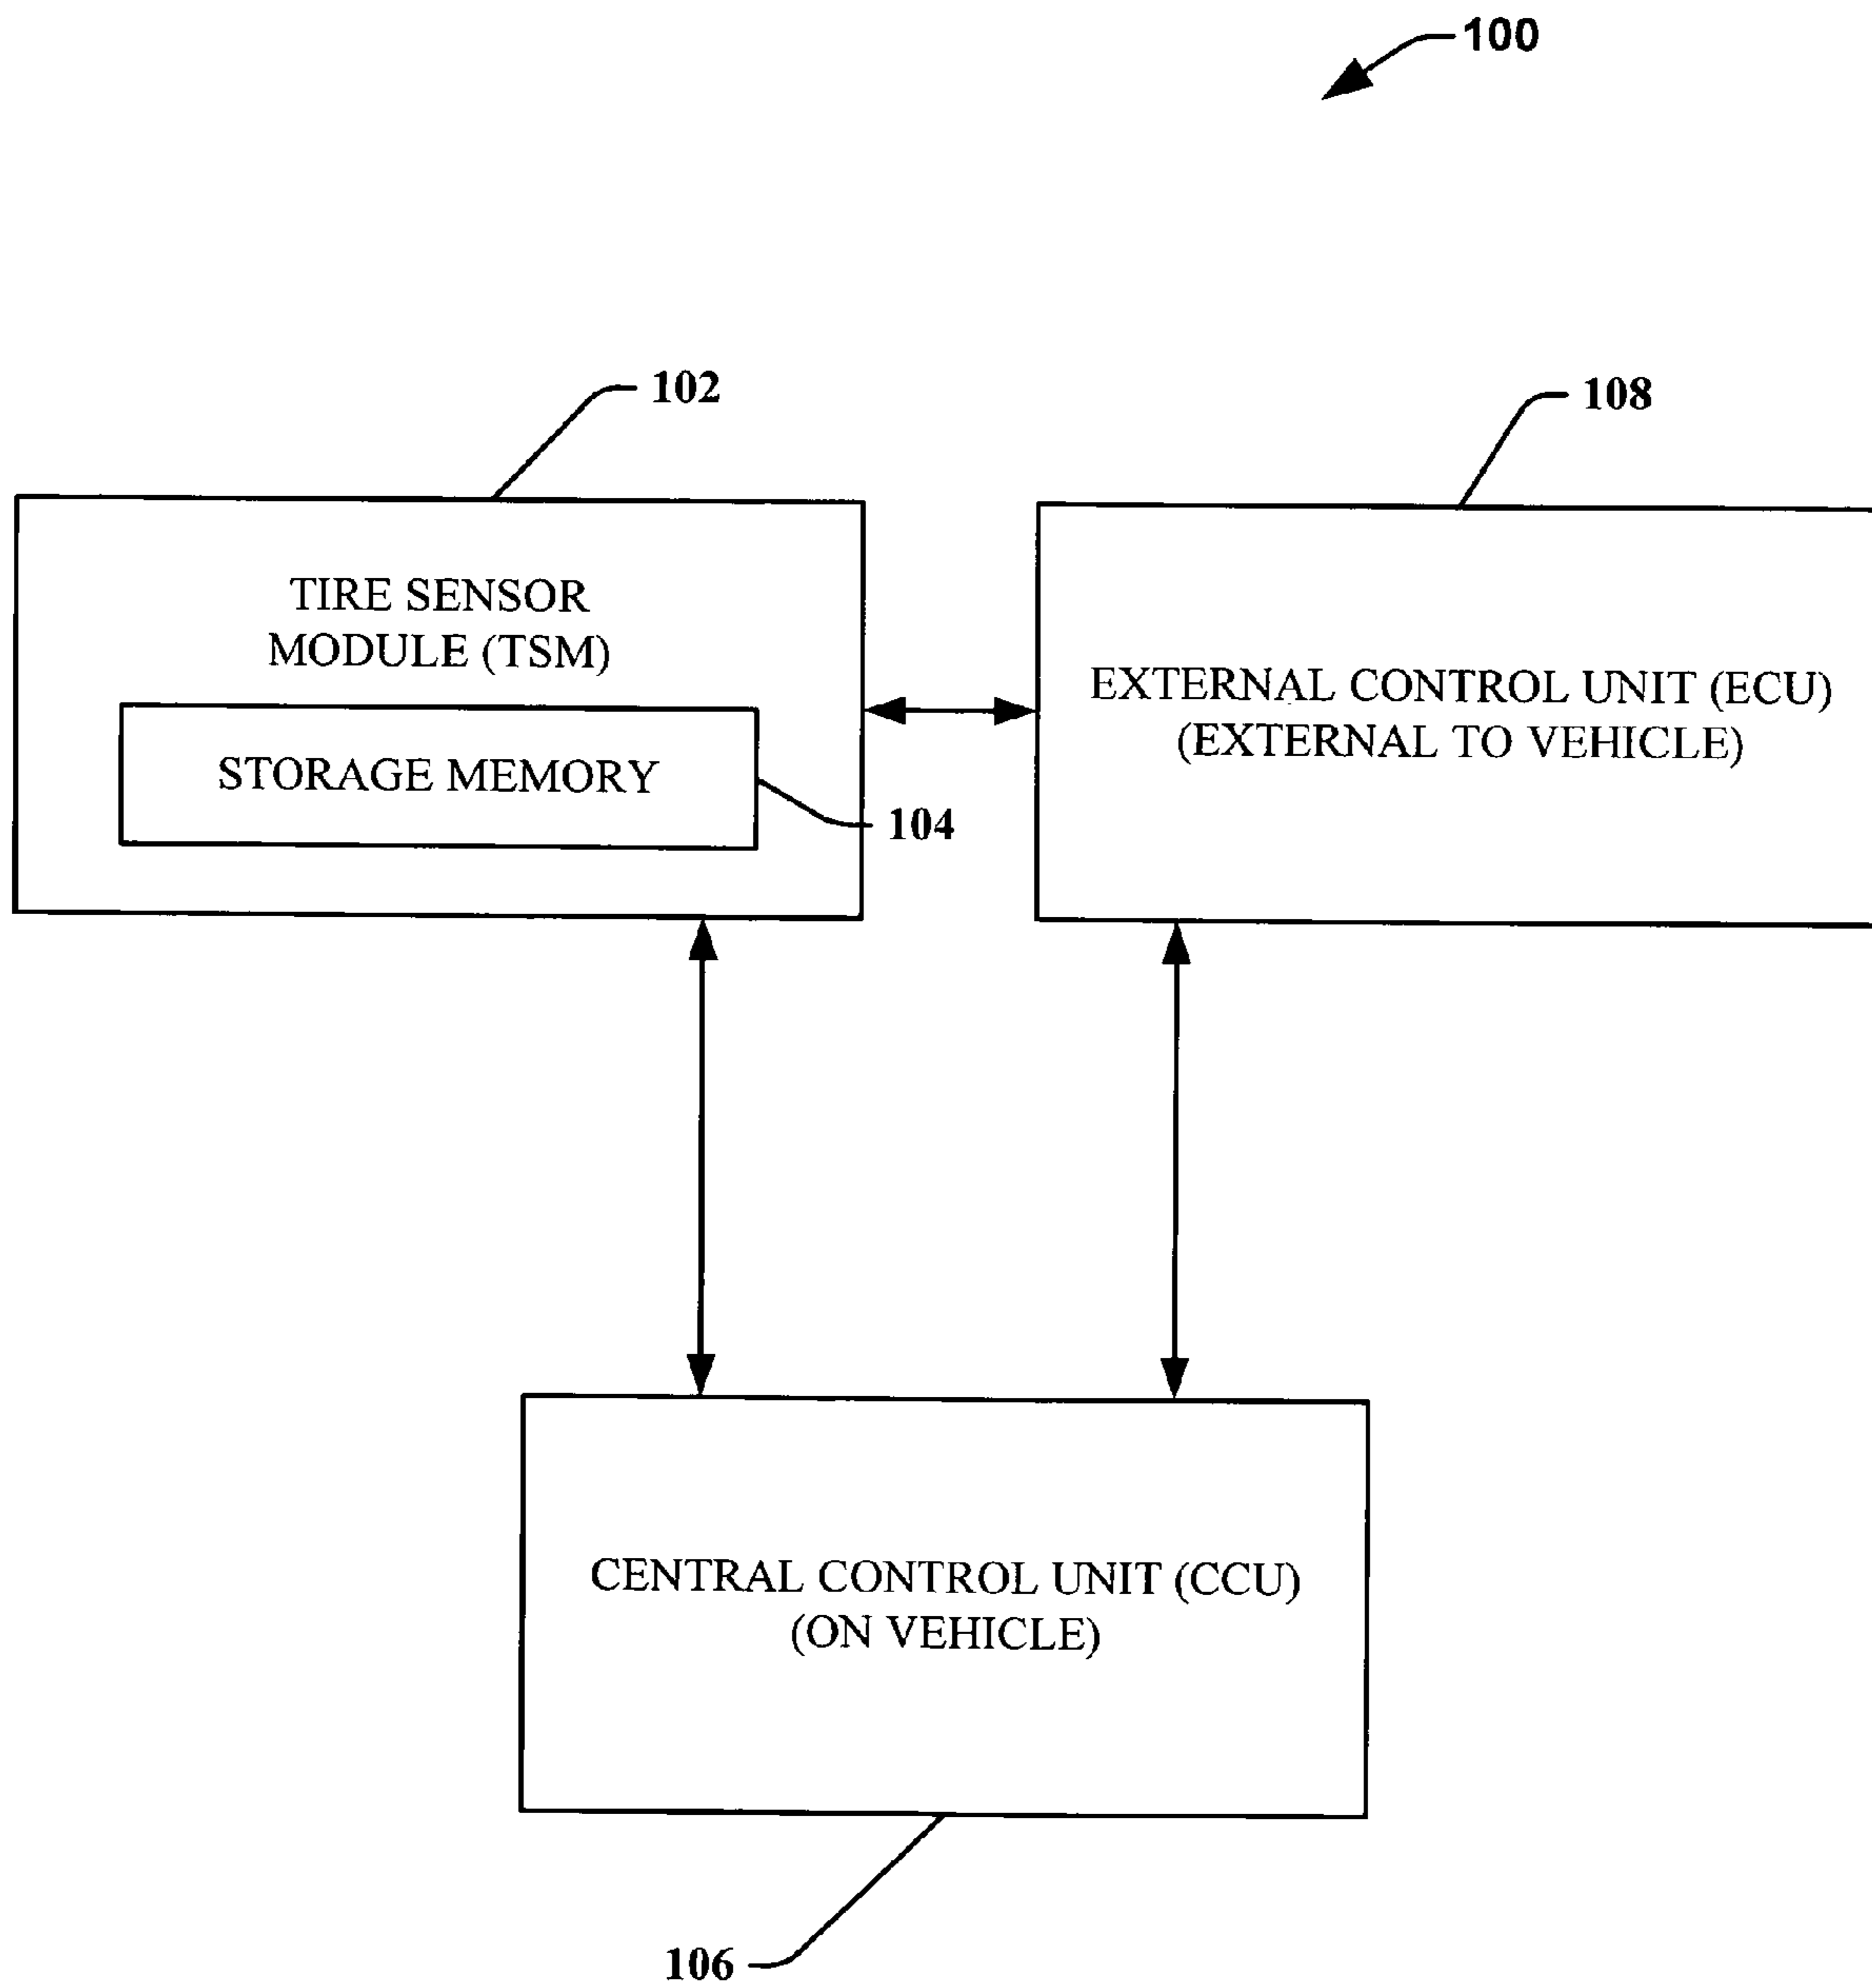 100
102
108
TIRE SENSOR
MODULE (TSM)
EXTERNAL CONTROL UNIT (ECU)
(EXTERNAL TO VEHICLE)
STORAGE MEMORY
104
CENTRAL CONTROL UNIT (CCU)
(ON VEHICLE)
106